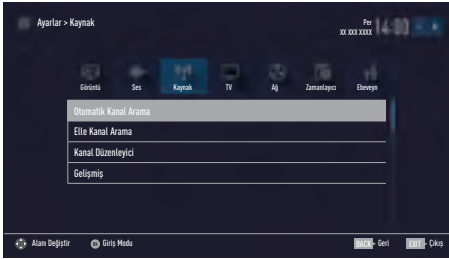 Ayarlar > Kaynak
Per
XX XXX XXXX
14:00
Görüntü Ses Kaynak TV Ağ Zamanlayıcı Ebeveyn
Otomatik Kanal Arama
Elle Kanal Arama
Kanal Düzenleyici
Gelişmiş
Alanı Değiştir OK Giriş Modu BACK - Geri EXIT - Çıkış